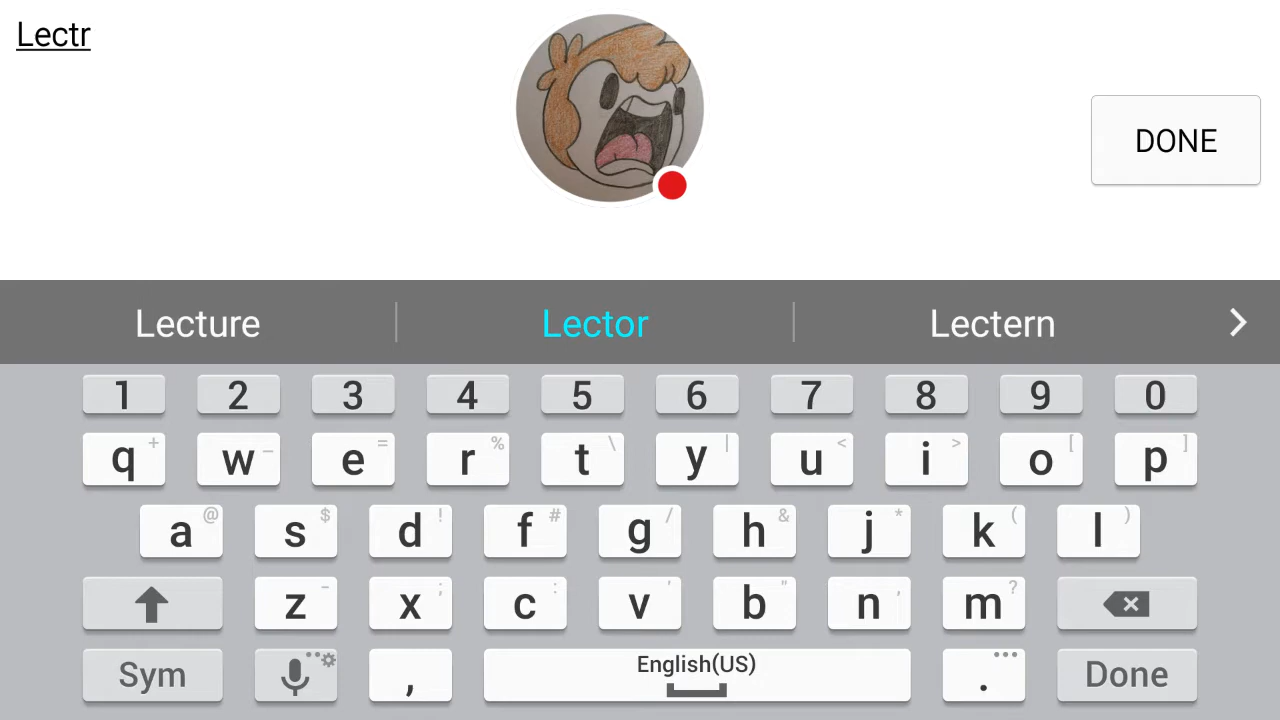 Lectr
DONE
Lecture Lector Lectern
1 2 3 4 5 6 7 8 9 0
q + w _ e = r % t \ y | u < i > o [ p ]
a @ s $ d ! f # g / h & j * k ( l )
z - x ; c : v ' b " n , m ?
Sym , English(US) . Done